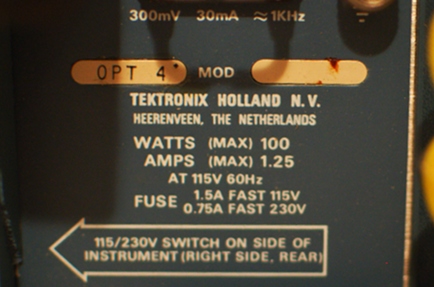 300mV 30mA ≈1KHz
OPT 4 MOD
TEKTRONIX HOLLAND N.V.
HEERENVEEN, THE NETHERLANDS
WATTS (MAX) 100
AMPS (MAX) 1.25
AT 115V 60Hz
FUSE 1.5A FAST 115V
0.75A FAST 230V
115/230V SWITCH ON SIDE OF
INSTRUMENT (RIGHT SIDE, REAR)